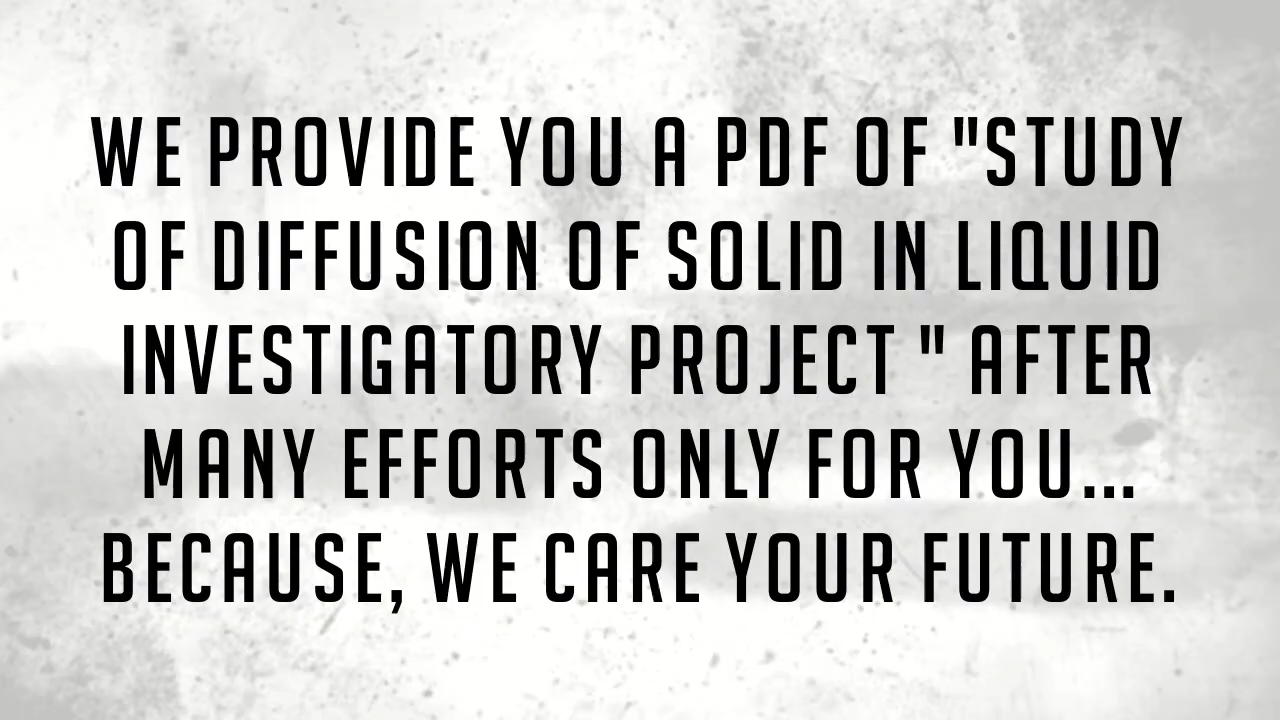 WE PROVIDE YOU A PDF OF "STUDY
OF DIFFUSION OF SOLID IN LIQUID
INVESTIGATORY PROJECT " AFTER
MANY EFFORTS ONLY FOR YOU...
BECAUSE, WE CARE YOUR FUTURE.